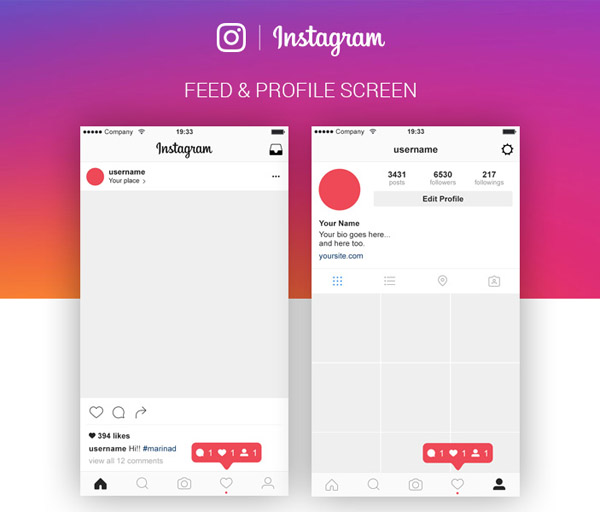 Instagram
FEED & PROFILE SCREEN
Company 19:33
Instagram
username
Your place >
394 likes
username Hi!! #marinad
view all 12 comments
1 1 1
Company 19:33
username
3431 6530 217
posts followers followings
Edit Profile
Your Name
Your bio goes here...
and here too.
yoursite.com
1 1 1